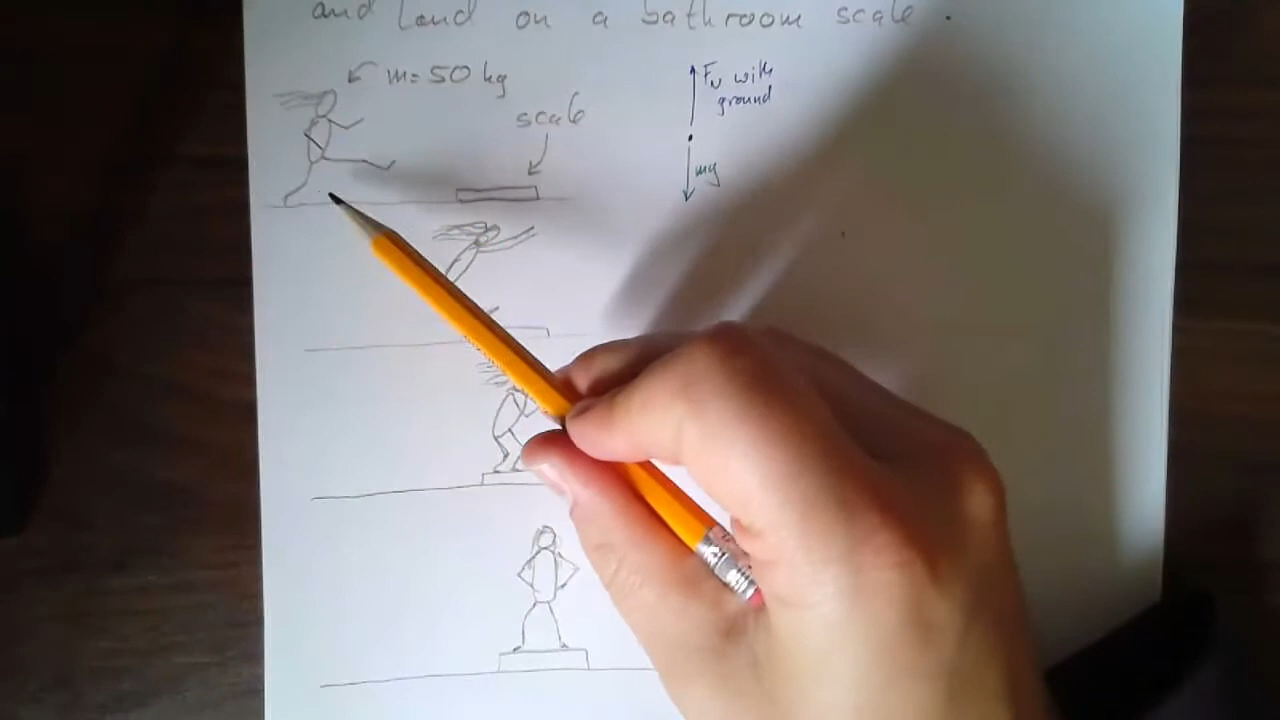 and land on a bathroom scale.
m=50 kg
scale
FN with
ground
mg